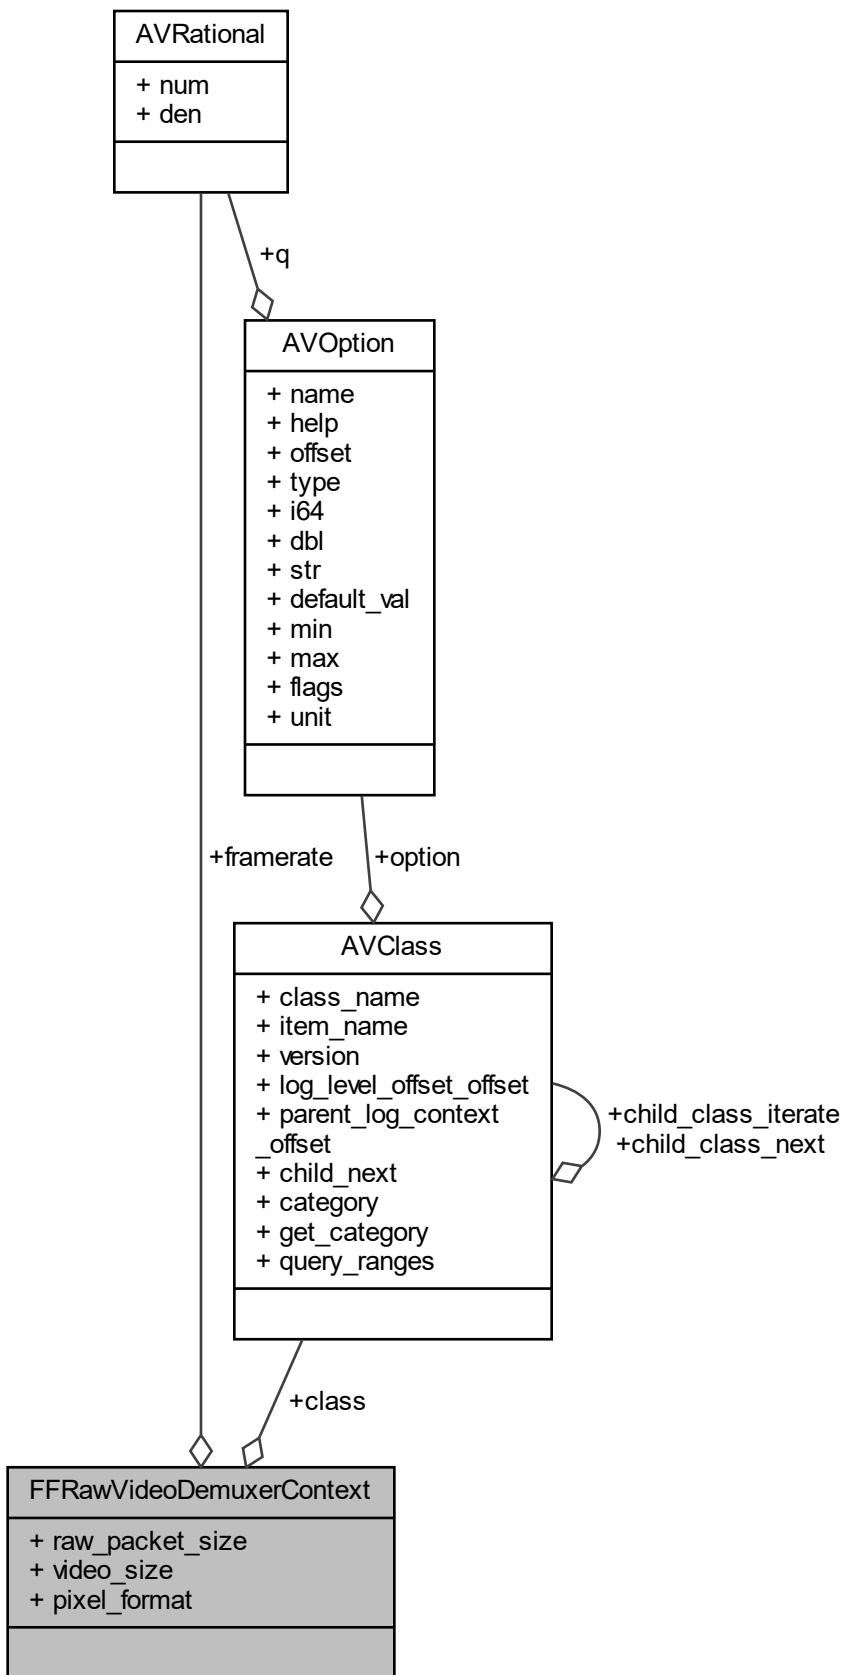 AVRational
+ num
+ den
+q
AVOption
+ name
+ help
+ offset
+ type
+ i64
+ dbl
+ str
+ default_val
+ min
+ max
+ flags
+ unit
+framerate
+option
AVClass
+ class_name
+ item_name
+ version
+ log_level_offset_offset
+ parent_log_context
_offset
+ child_next
+ category
+ get_category
+ query_ranges
+child_class_iterate
+child_class_next
+class
FFRawVideoDemuxerContext
+ raw_packet_size
+ video_size
+ pixel_format